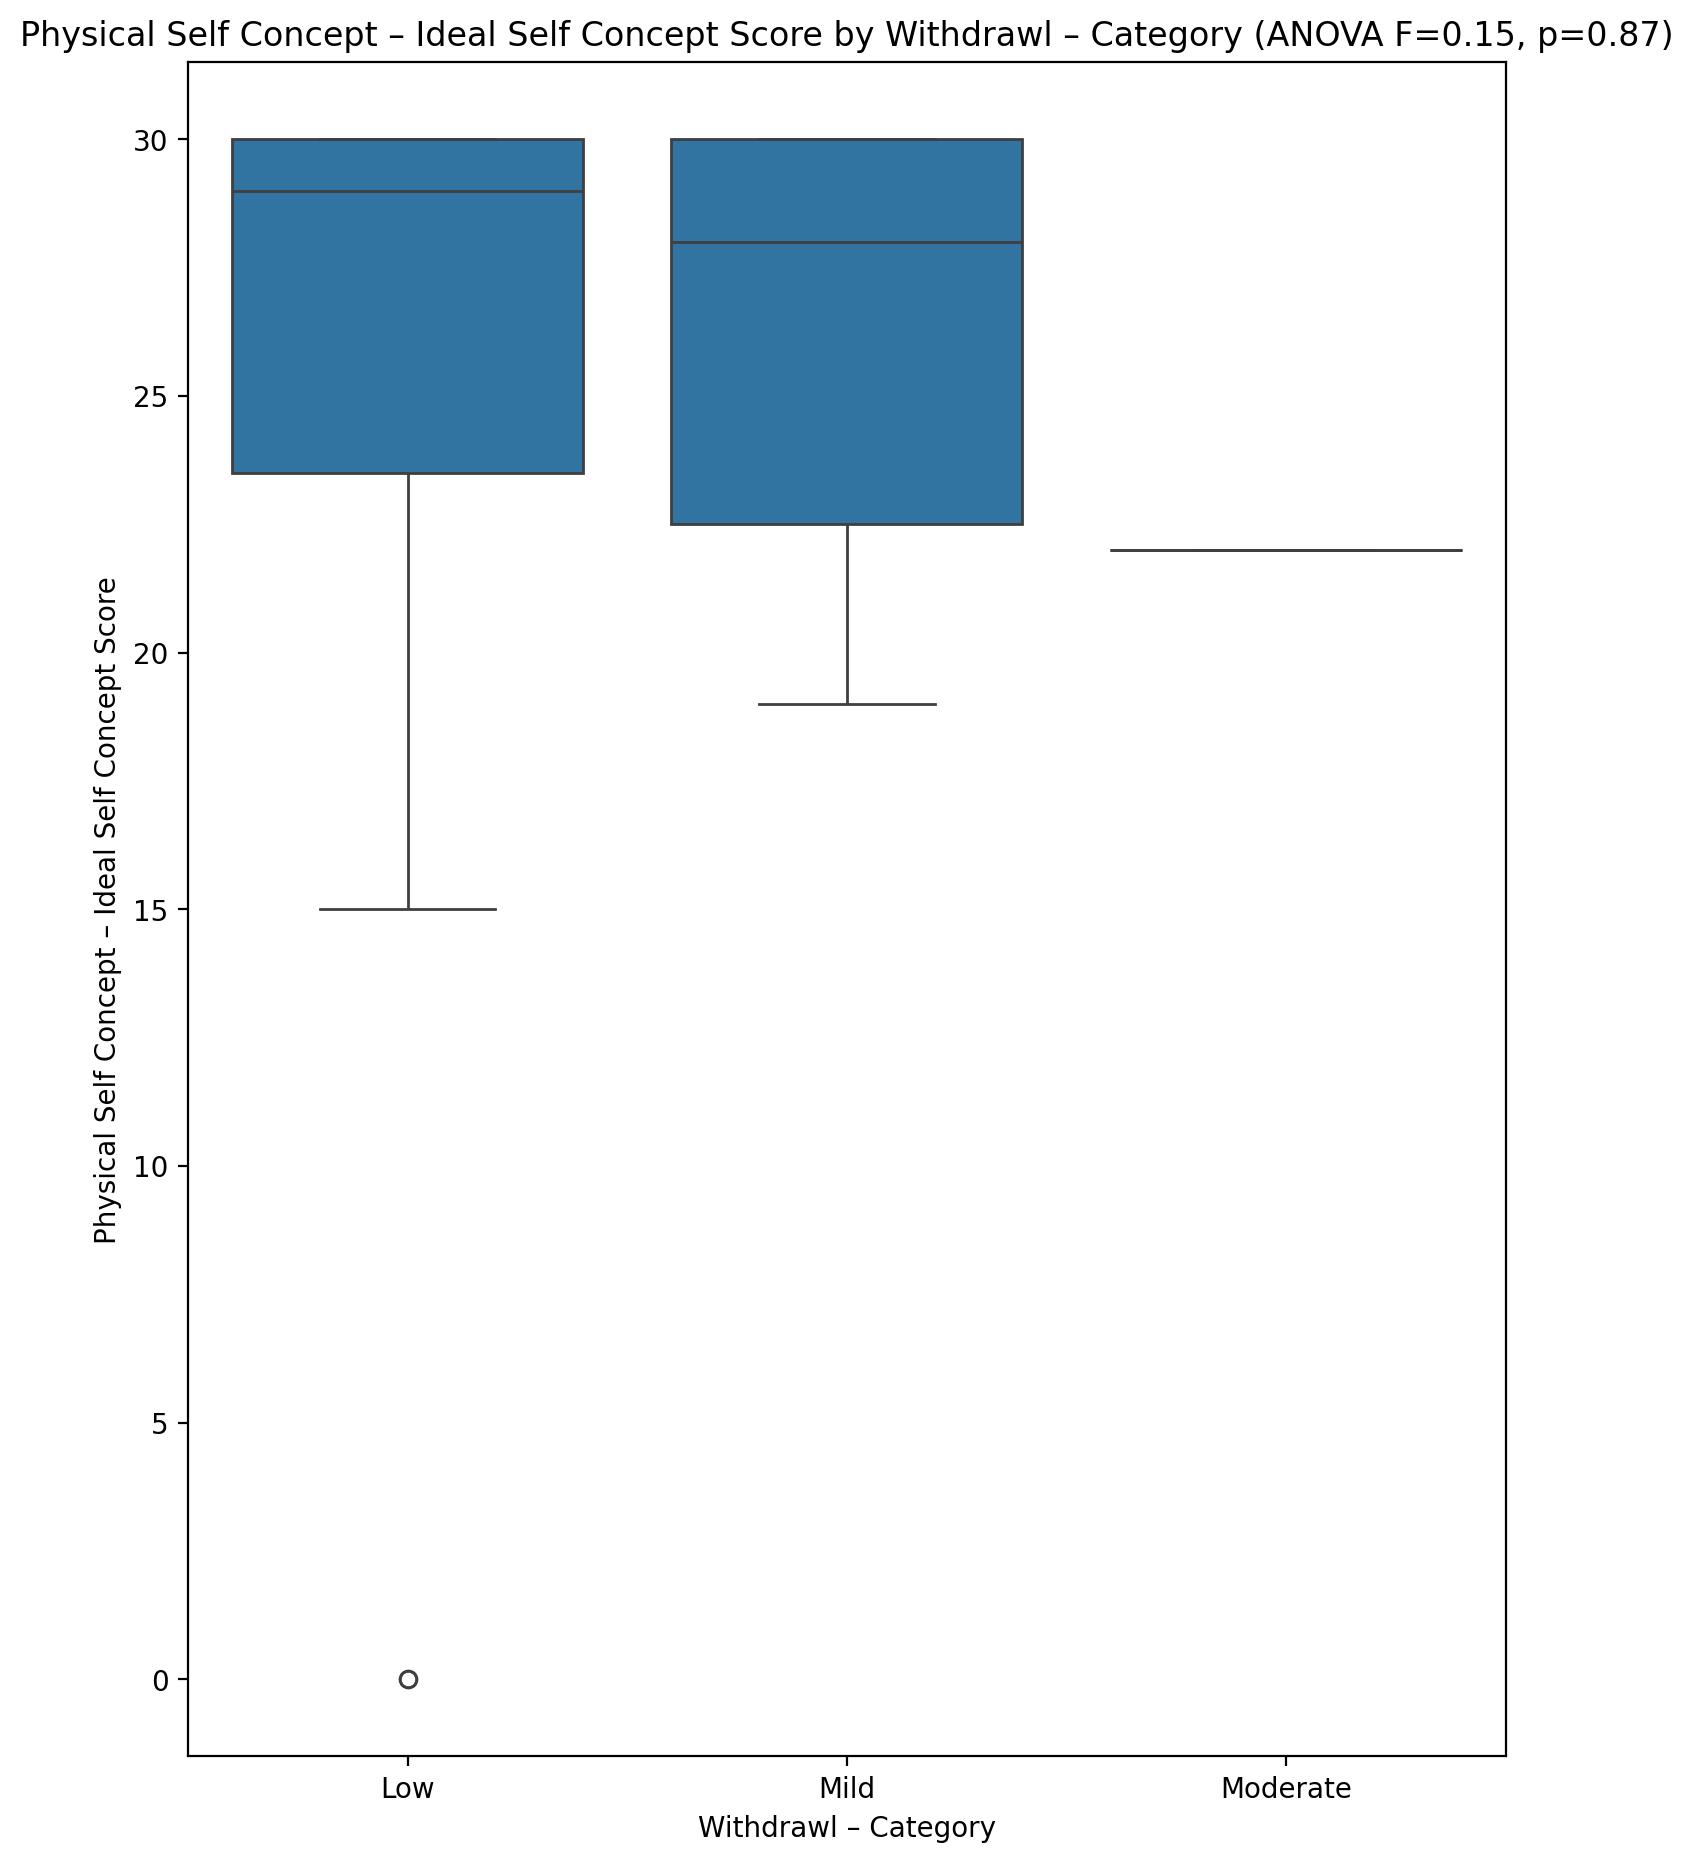 Physical Self Concept – Ideal Self Concept Score by Withdrawl – Category (ANOVA F=0.15, p=0.87)
Physical Self Concept – Ideal Self Concept Score
30
25
20
15
10
5
0
Low Mild Moderate
Withdrawl – Category